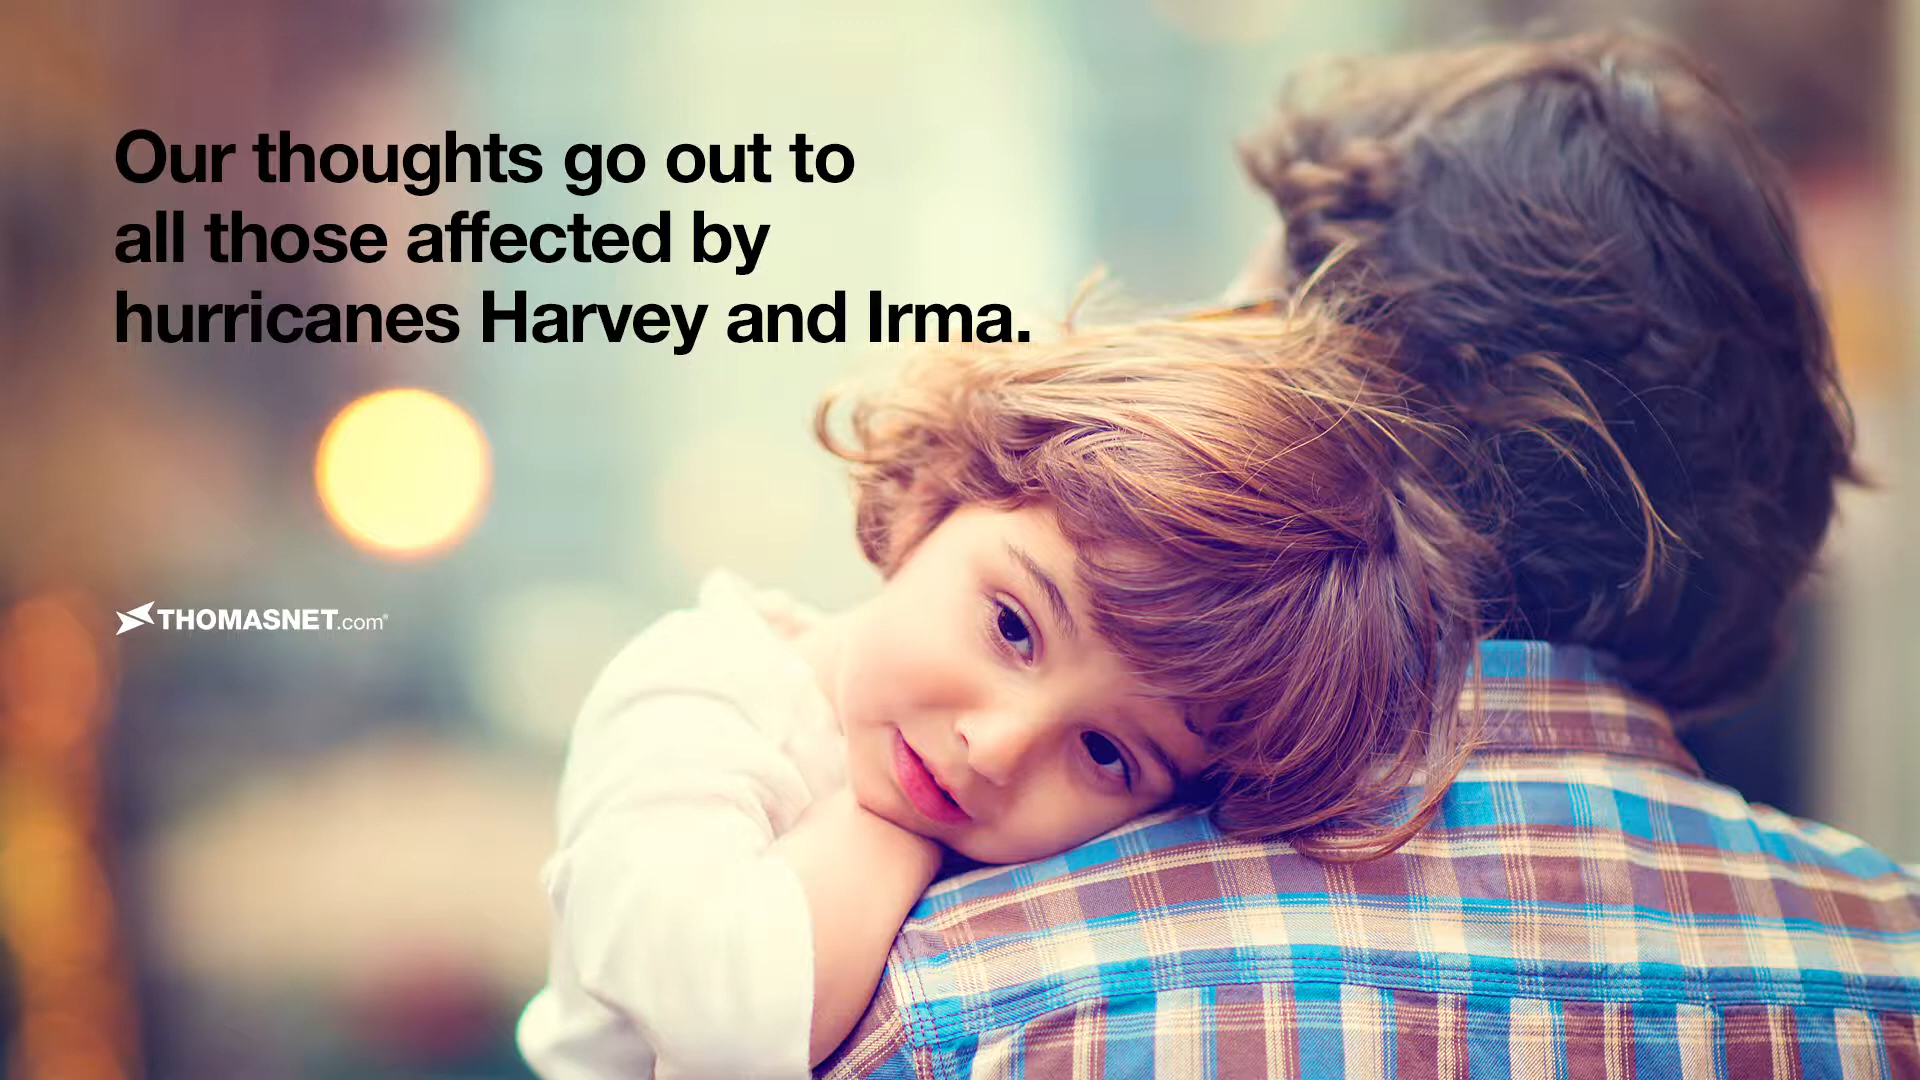 Our thoughts go out to
all those affected by
hurricanes Harvey and Irma.
THOMASNET.com®